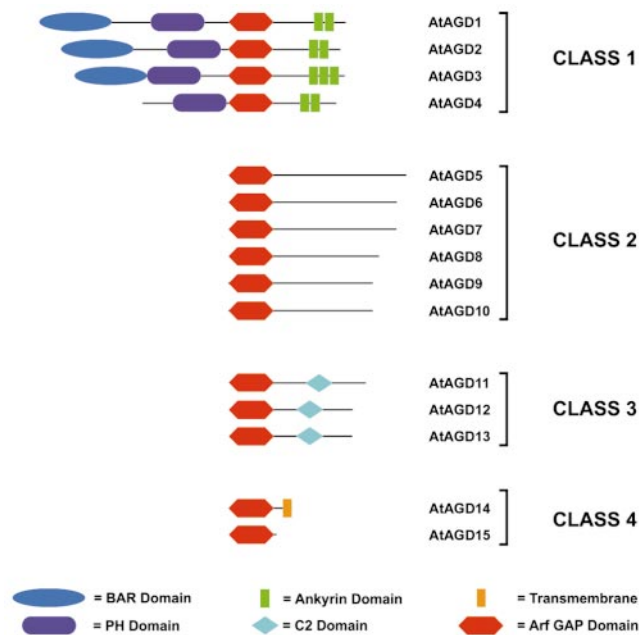 AtAGD1
AtAGD2
AtAGD3
AtAGD4
CLASS 1
AtAGD5
AtAGD6
AtAGD7
AtAGD8
AtAGD9
AtAGD10
CLASS 2
AtAGD11
AtAGD12
AtAGD13
CLASS 3
AtAGD14
AtAGD15
CLASS 4
= BAR Domain
= Ankyrin Domain
= Transmembrane
= PH Domain
= C2 Domain
= Arf GAP Domain